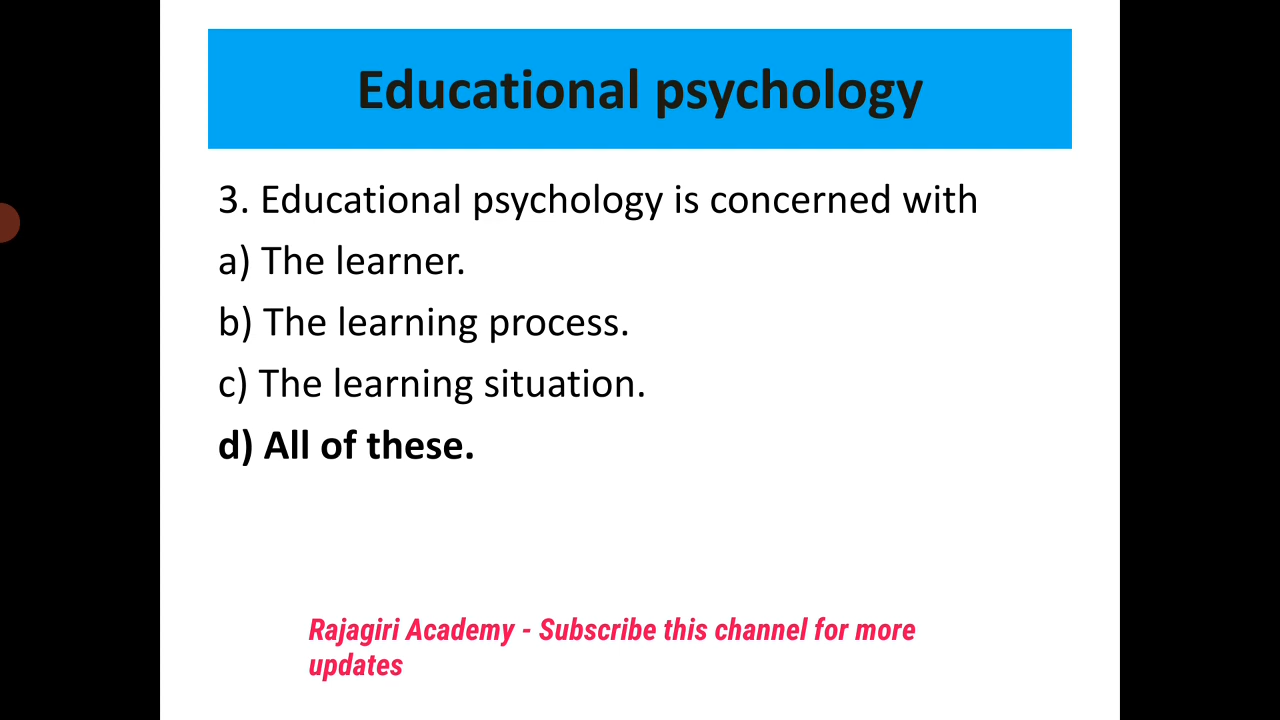 Educational psychology
3. Educational psychology is concerned with
a) The learner.
b) The learning process.
c) The learning situation.
d) All of these.
Rajagiri Academy - Subscribe this channel for more
updates